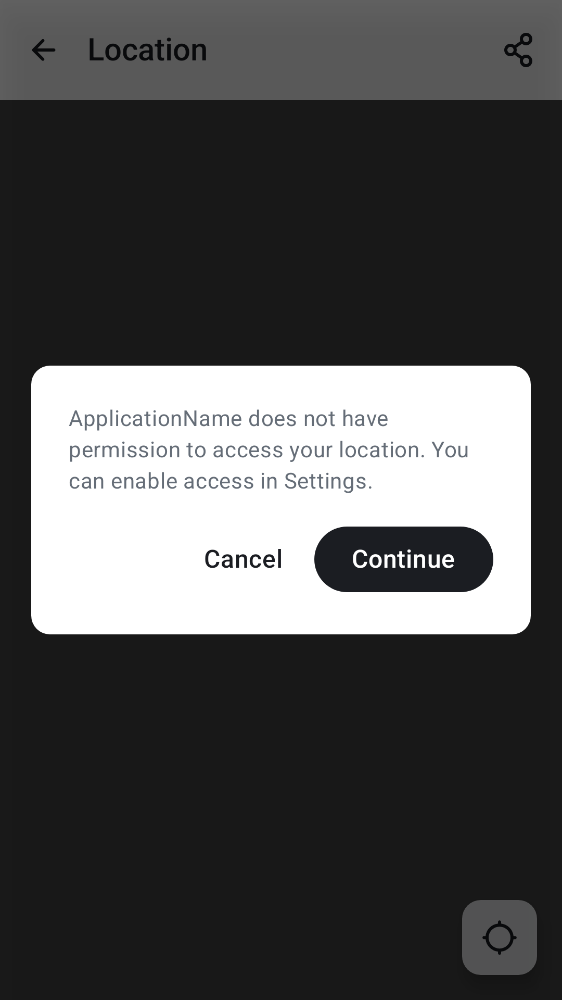 Location
ApplicationName does not have
permission to access your location. You
can enable access in Settings.
Cancel
Continue